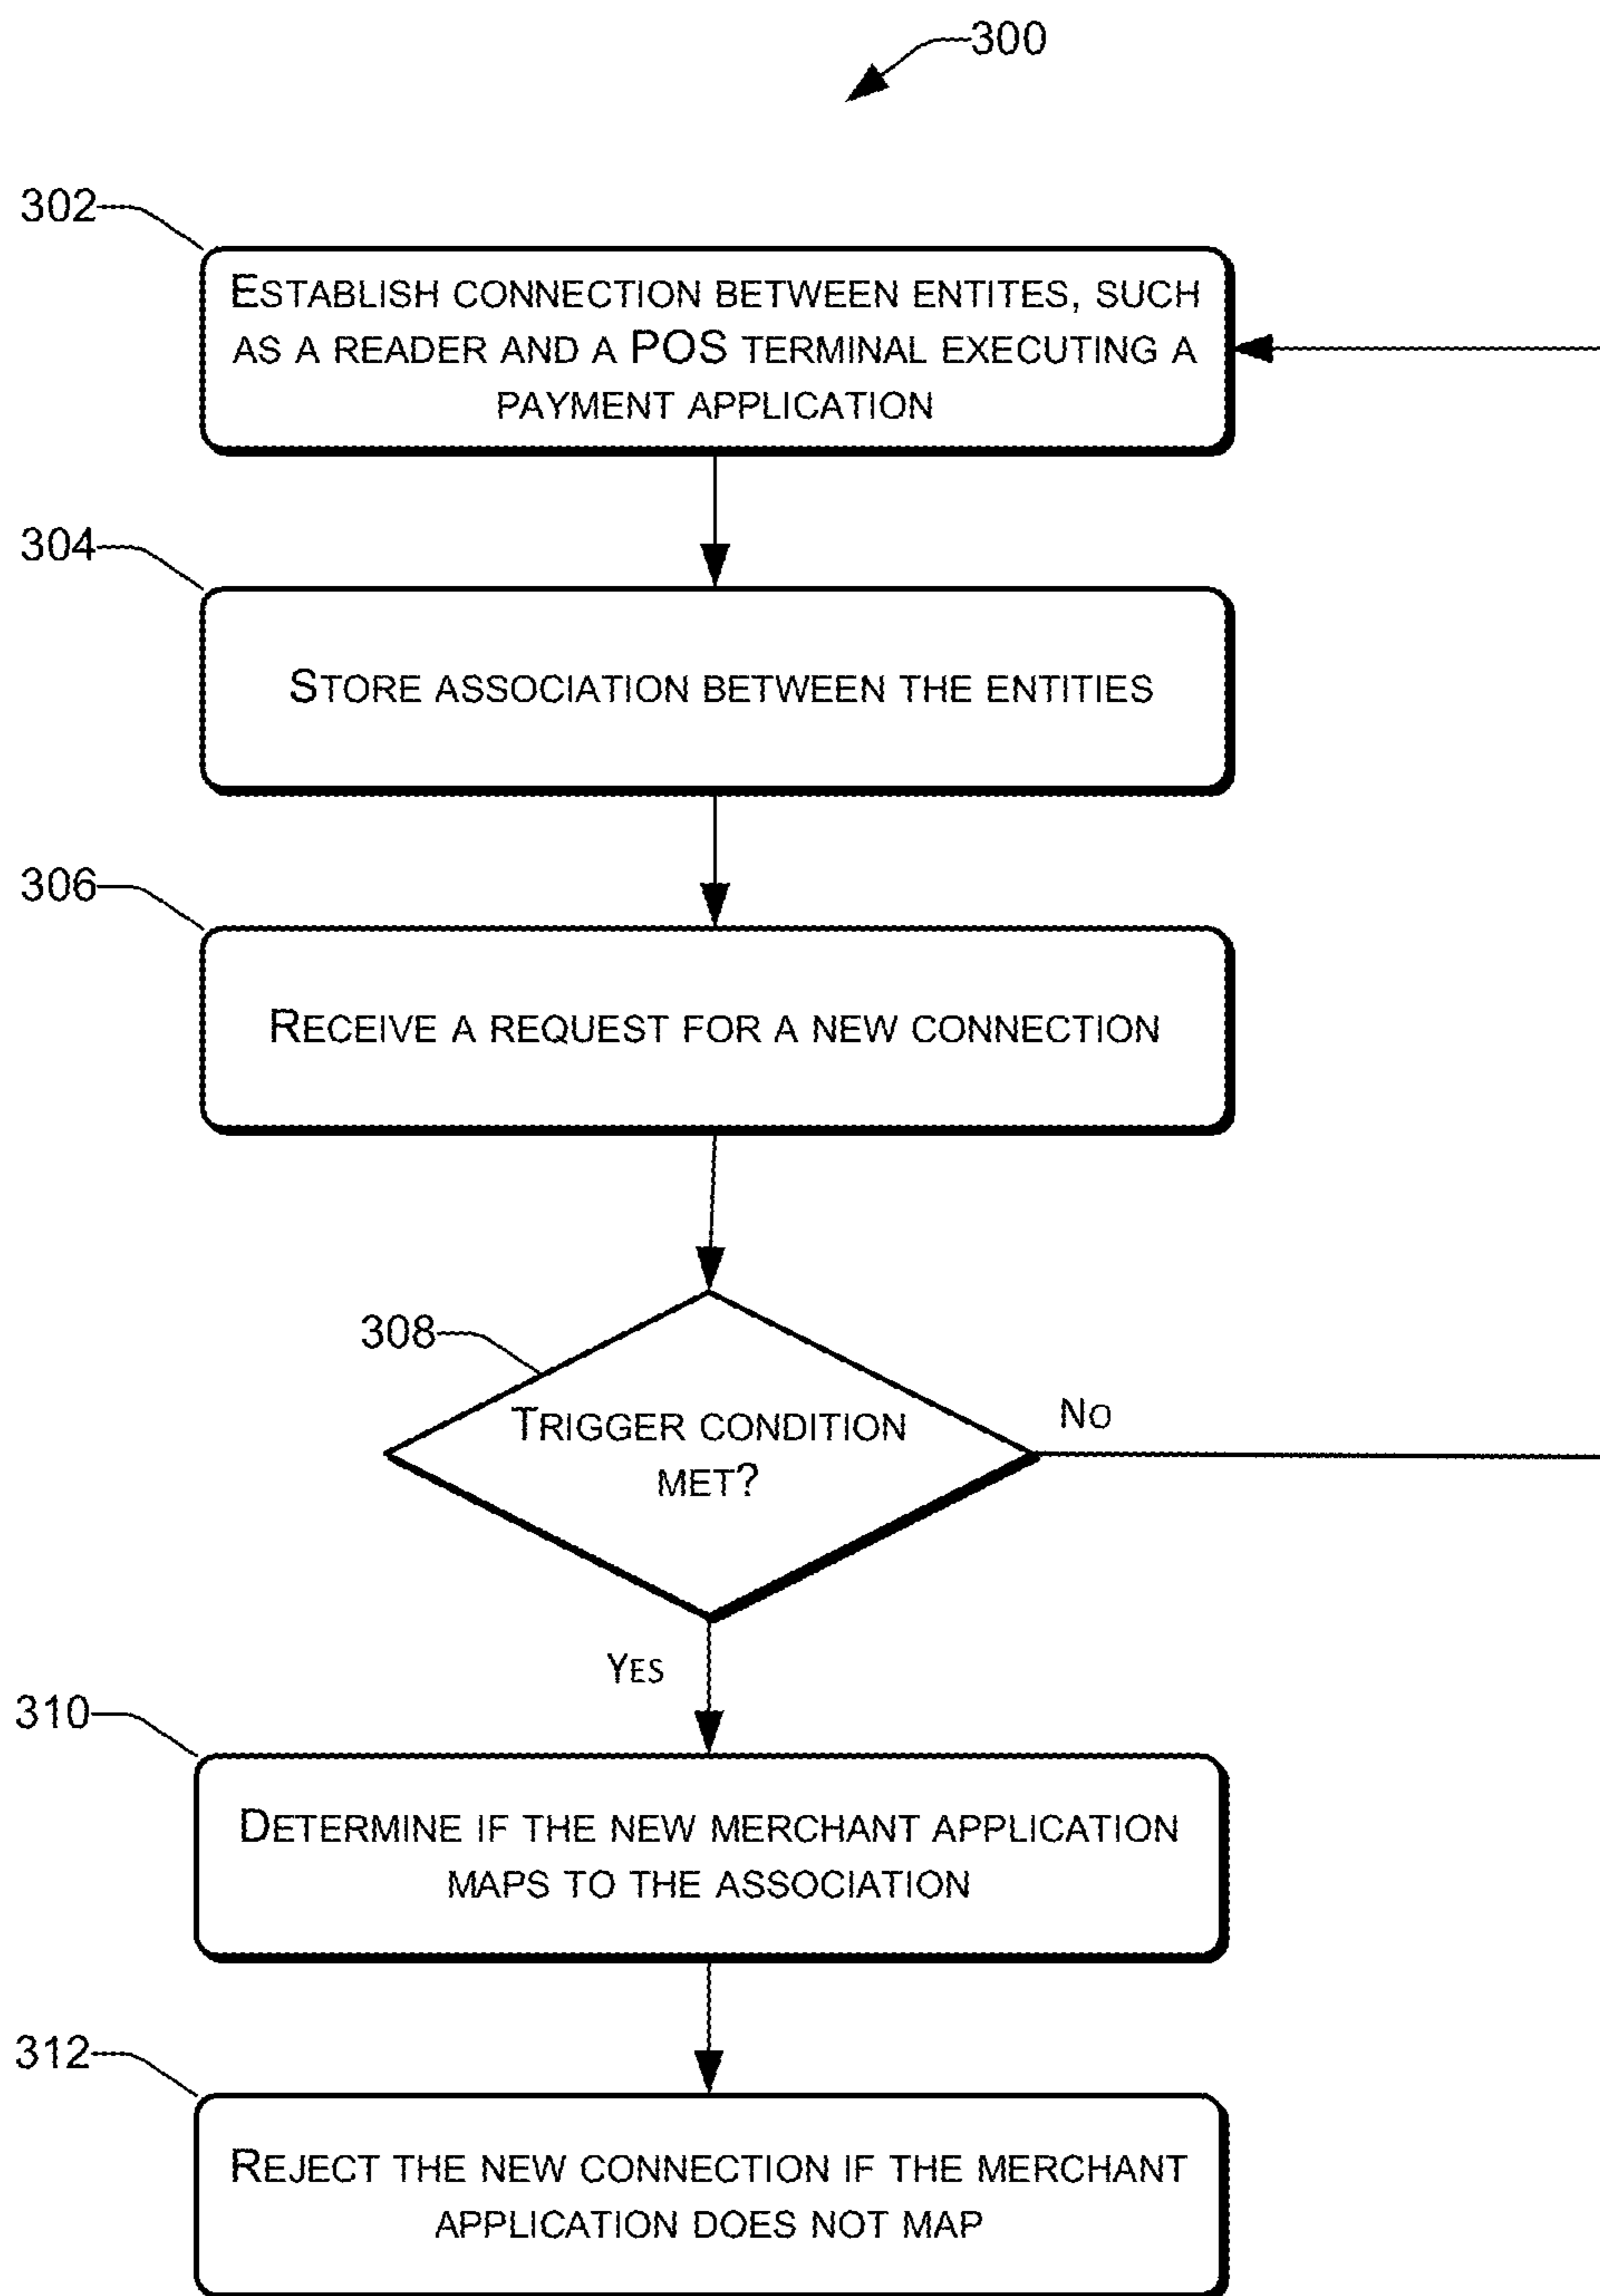 300
302
ESTABLISH CONNECTION BETWEEN ENTITES, SUCH
AS A READER AND A POS TERMINAL EXECUTING A
PAYMENT APPLICATION
304
STORE ASSOCIATION BETWEEN THE ENTITIES
306
RECEIVE A REQUEST FOR A NEW CONNECTION
308
TRIGGER CONDITION
MET?
NO
YES
310
DETERMINE IF THE NEW MERCHANT APPLICATION
MAPS TO THE ASSOCIATION
312
REJECT THE NEW CONNECTION IF THE MERCHANT
APPLICATION DOES NOT MAP